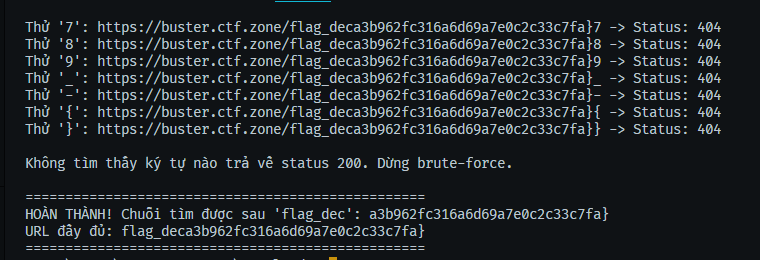 Thử '7': https://buster.ctf.zone/flag_deca3b962fc316a6d69a7e0c2c33c7fa}7 -> Status: 404
Thử '8': https://buster.ctf.zone/flag_deca3b962fc316a6d69a7e0c2c33c7fa}8 -> Status: 404
Thử '9': https://buster.ctf.zone/flag_deca3b962fc316a6d69a7e0c2c33c7fa}9 -> Status: 404
Thử '_': https://buster.ctf.zone/flag_deca3b962fc316a6d69a7e0c2c33c7fa}_ -> Status: 404
Thử '-': https://buster.ctf.zone/flag_deca3b962fc316a6d69a7e0c2c33c7fa}- -> Status: 404
Thử '{': https://buster.ctf.zone/flag_deca3b962fc316a6d69a7e0c2c33c7fa}{ -> Status: 404
Thử '}': https://buster.ctf.zone/flag_deca3b962fc316a6d69a7e0c2c33c7fa}} -> Status: 404
Không tìm thấy ký tự nào trả về status 200. Dừng brute-force.
==================================================
HOÀN THÀNH! Chuỗi tìm được sau 'flag_dec': a3b962fc316a6d69a7e0c2c33c7fa}
URL đầy đủ: flag_deca3b962fc316a6d69a7e0c2c33c7fa}
==================================================